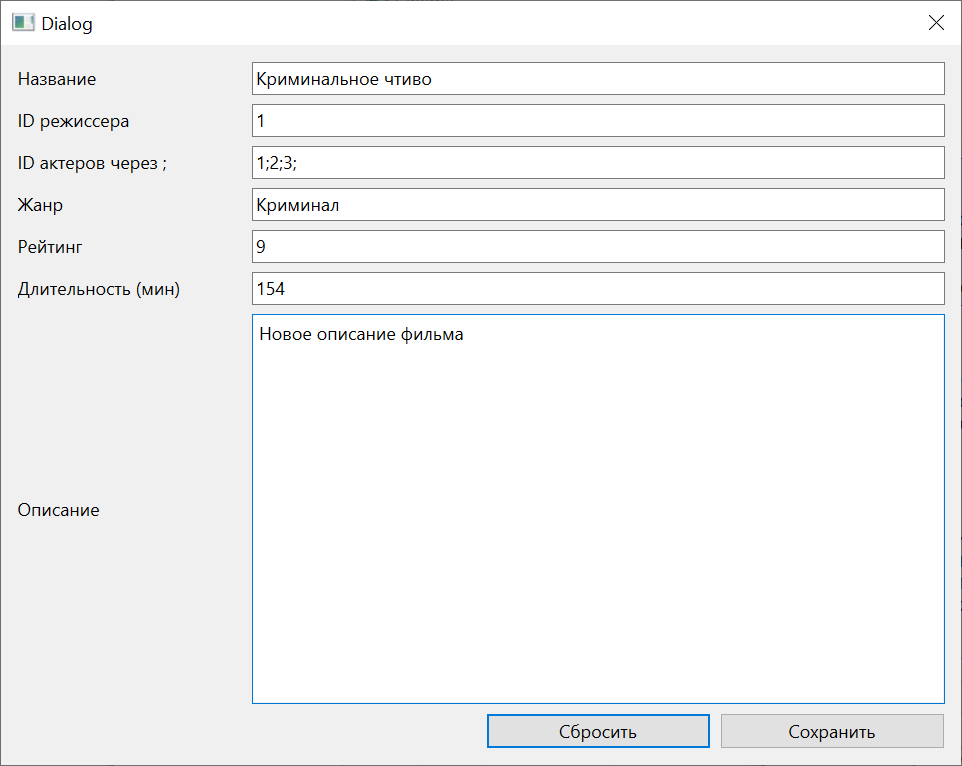 Dialog
Название
Криминальное чтиво
ID режиссера
1
ID актеров через ;
1;2;3;
Жанр
Криминал
Рейтинг
9
Длительность (мин)
154
Описание
Новое описание фильма
Сбросить
Сохранить